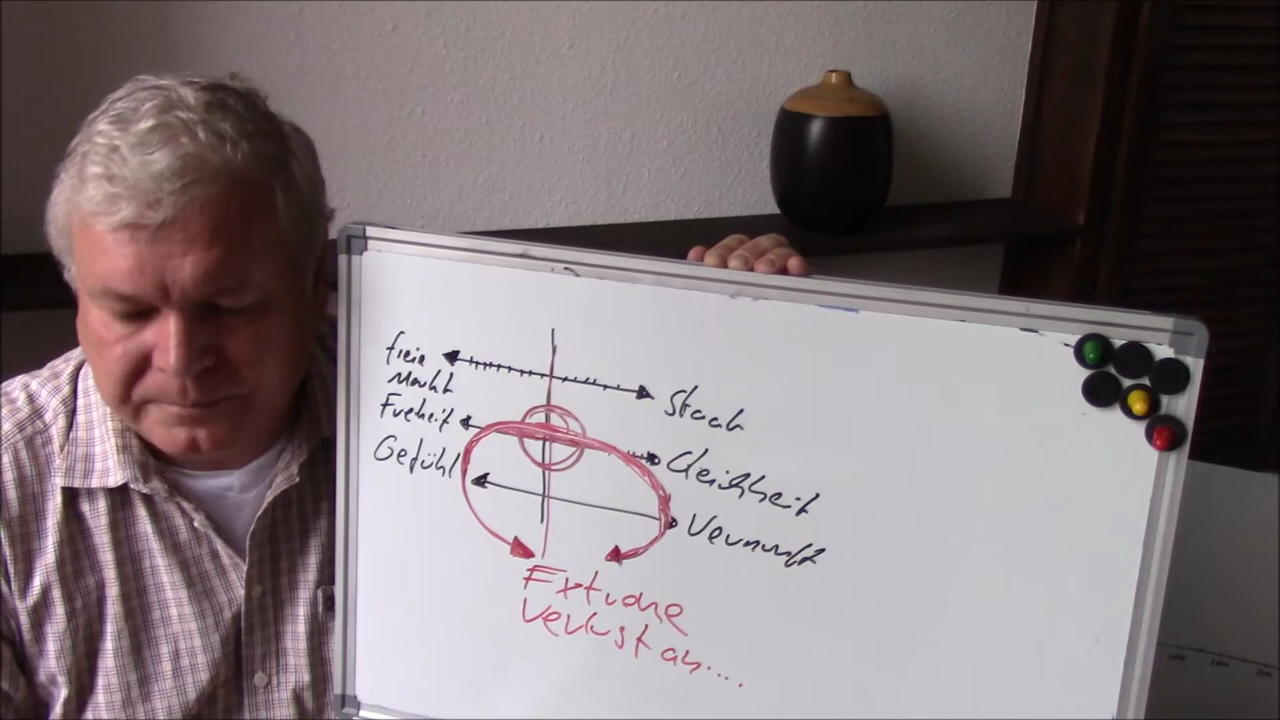 freie
Markt
Staat
Freiheit
Gleichheit
Gefühl
Vernunft
Extreme
Verlust an....